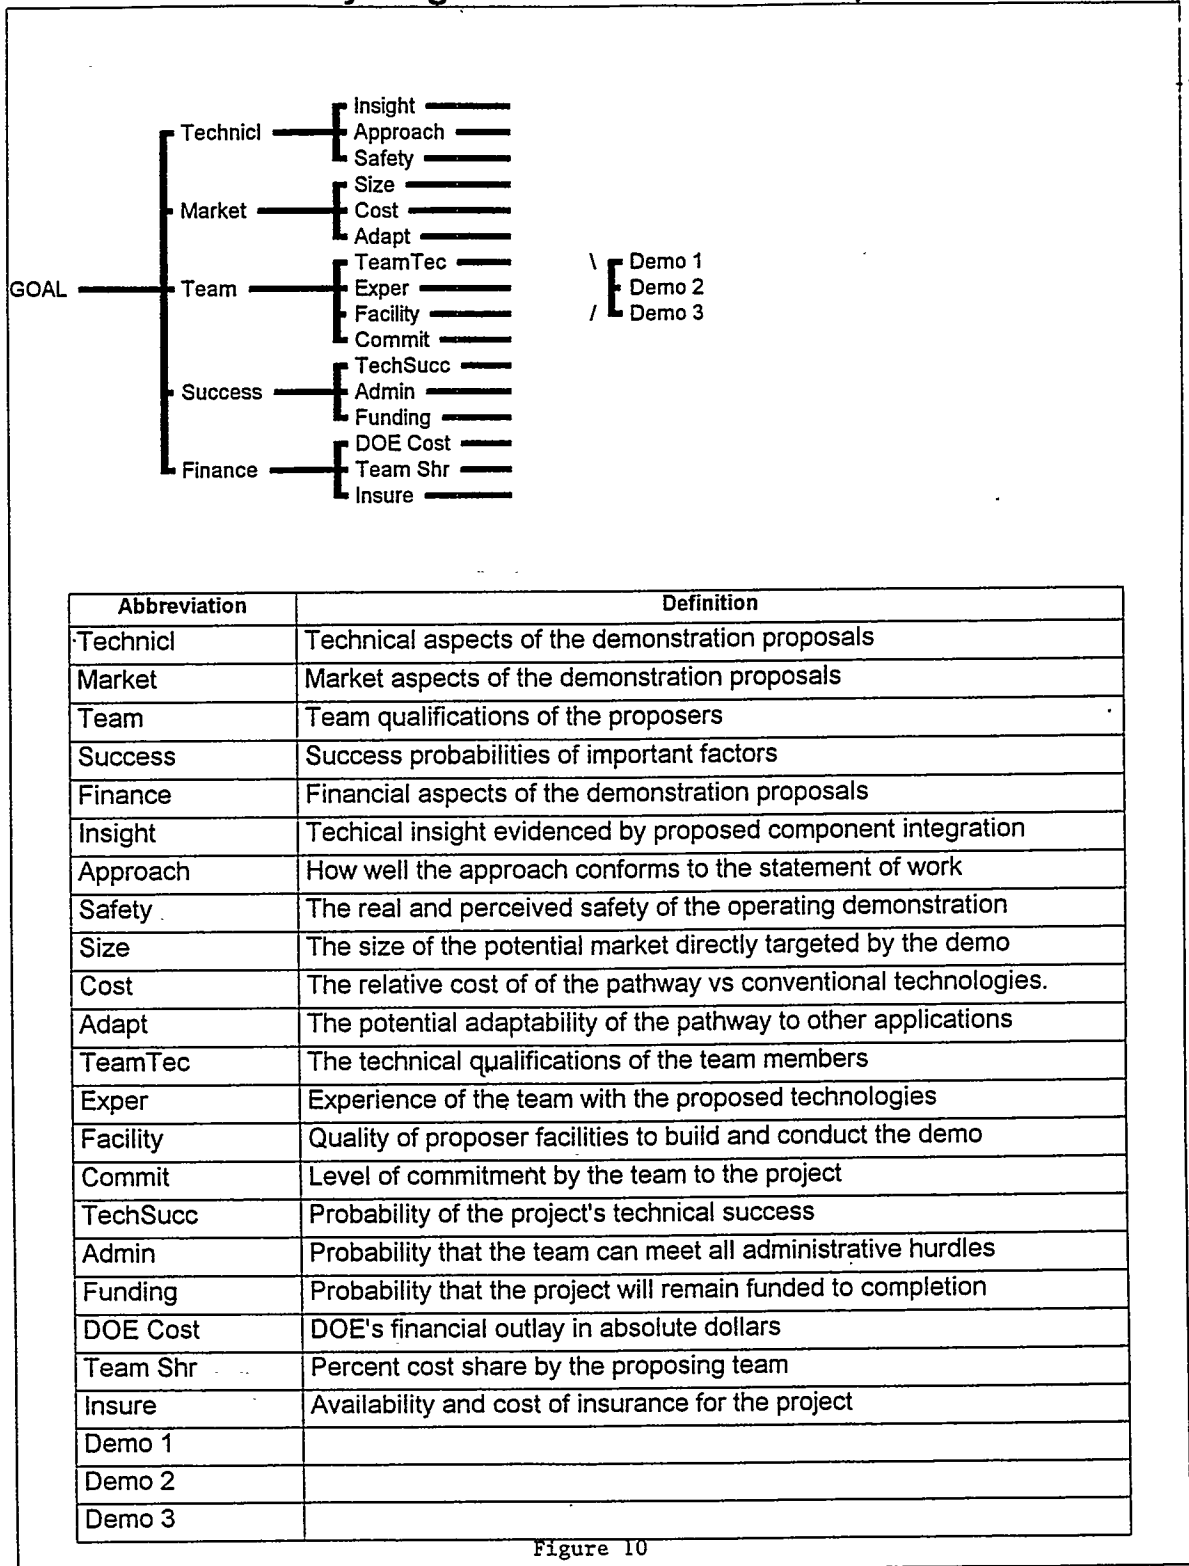 Insight
Technicl Approach
Safety
Size
Market Cost
Adapt
TeamTec \ Demo 1
GOAL Team Exper Demo 2
Facility / Demo 3
Commit
TechSucc
Success Admin
Funding
DOE Cost
Finance Team Shr
Insure
Abbreviation Definition
Technicl Technical aspects of the demonstration proposals
Market Market aspects of the demonstration proposals
Team Team qualifications of the proposers
Success Success probabilities of important factors
Finance Financial aspects of the demonstration proposals
Insight Techical insight evidenced by proposed component integration
Approach How well the approach conforms to the statement of work
Safety The real and perceived safety of the operating demonstration
Size The size of the potential market directly targeted by the demo
Cost The relative cost of of the pathway vs conventional technologies.
Adapt The potential adaptability of the pathway to other applications
TeamTec The technical qualifications of the team members
Exper Experience of the team with the proposed technologies
Facility Quality of proposer facilities to build and conduct the demo
Commit Level of commitment by the team to the project
TechSucc Probability of the project's technical success
Admin Probability that the team can meet all administrative hurdles
Funding Probability that the project will remain funded to completion
DOE Cost DOE's financial outlay in absolute dollars
Team Shr Percent cost share by the proposing team
Insure Availability and cost of insurance for the project
Demo 1
Demo 2
Demo 3
Figure 10